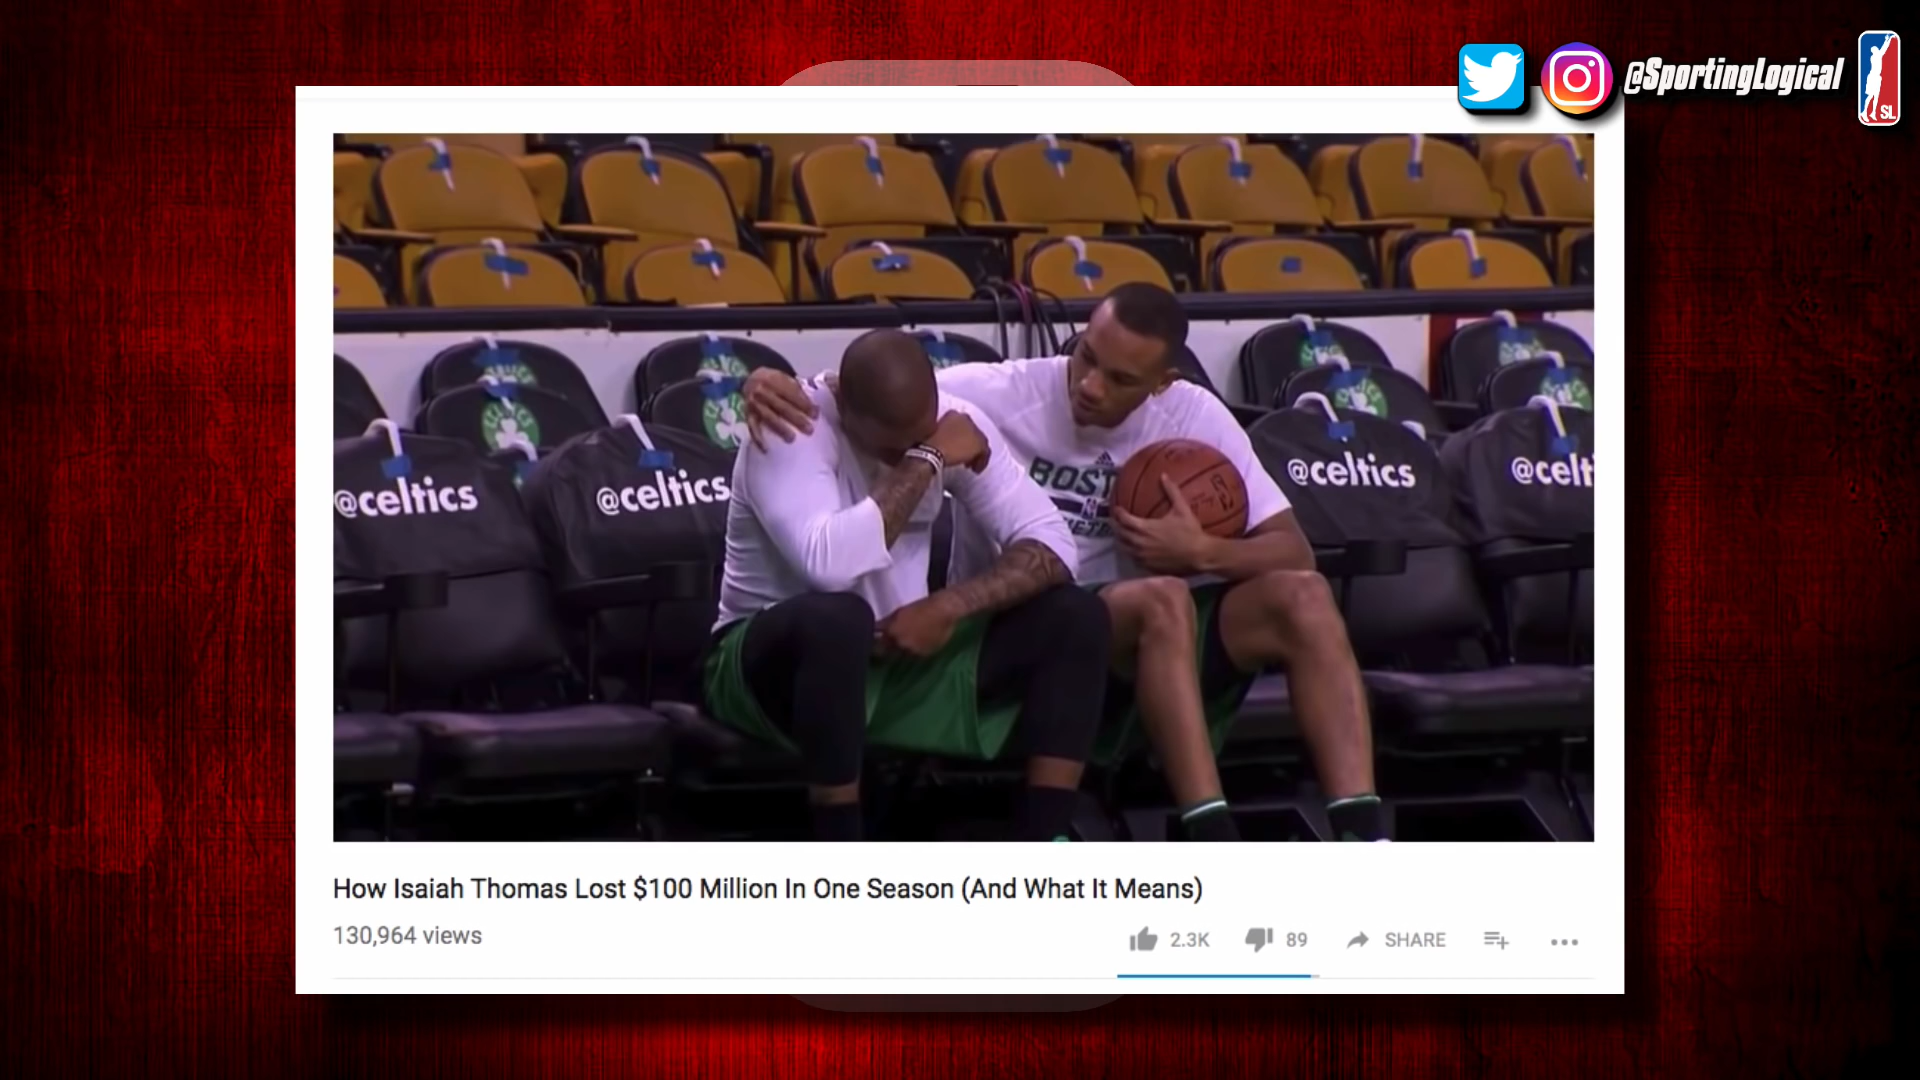 @SportingLogical
SL
@celtics
@celtics
@celtics
@celt
BOST
How Isaiah Thomas Lost $100 Million In One Season (And What It Means)
130,964 views
2.3K
89
SHARE